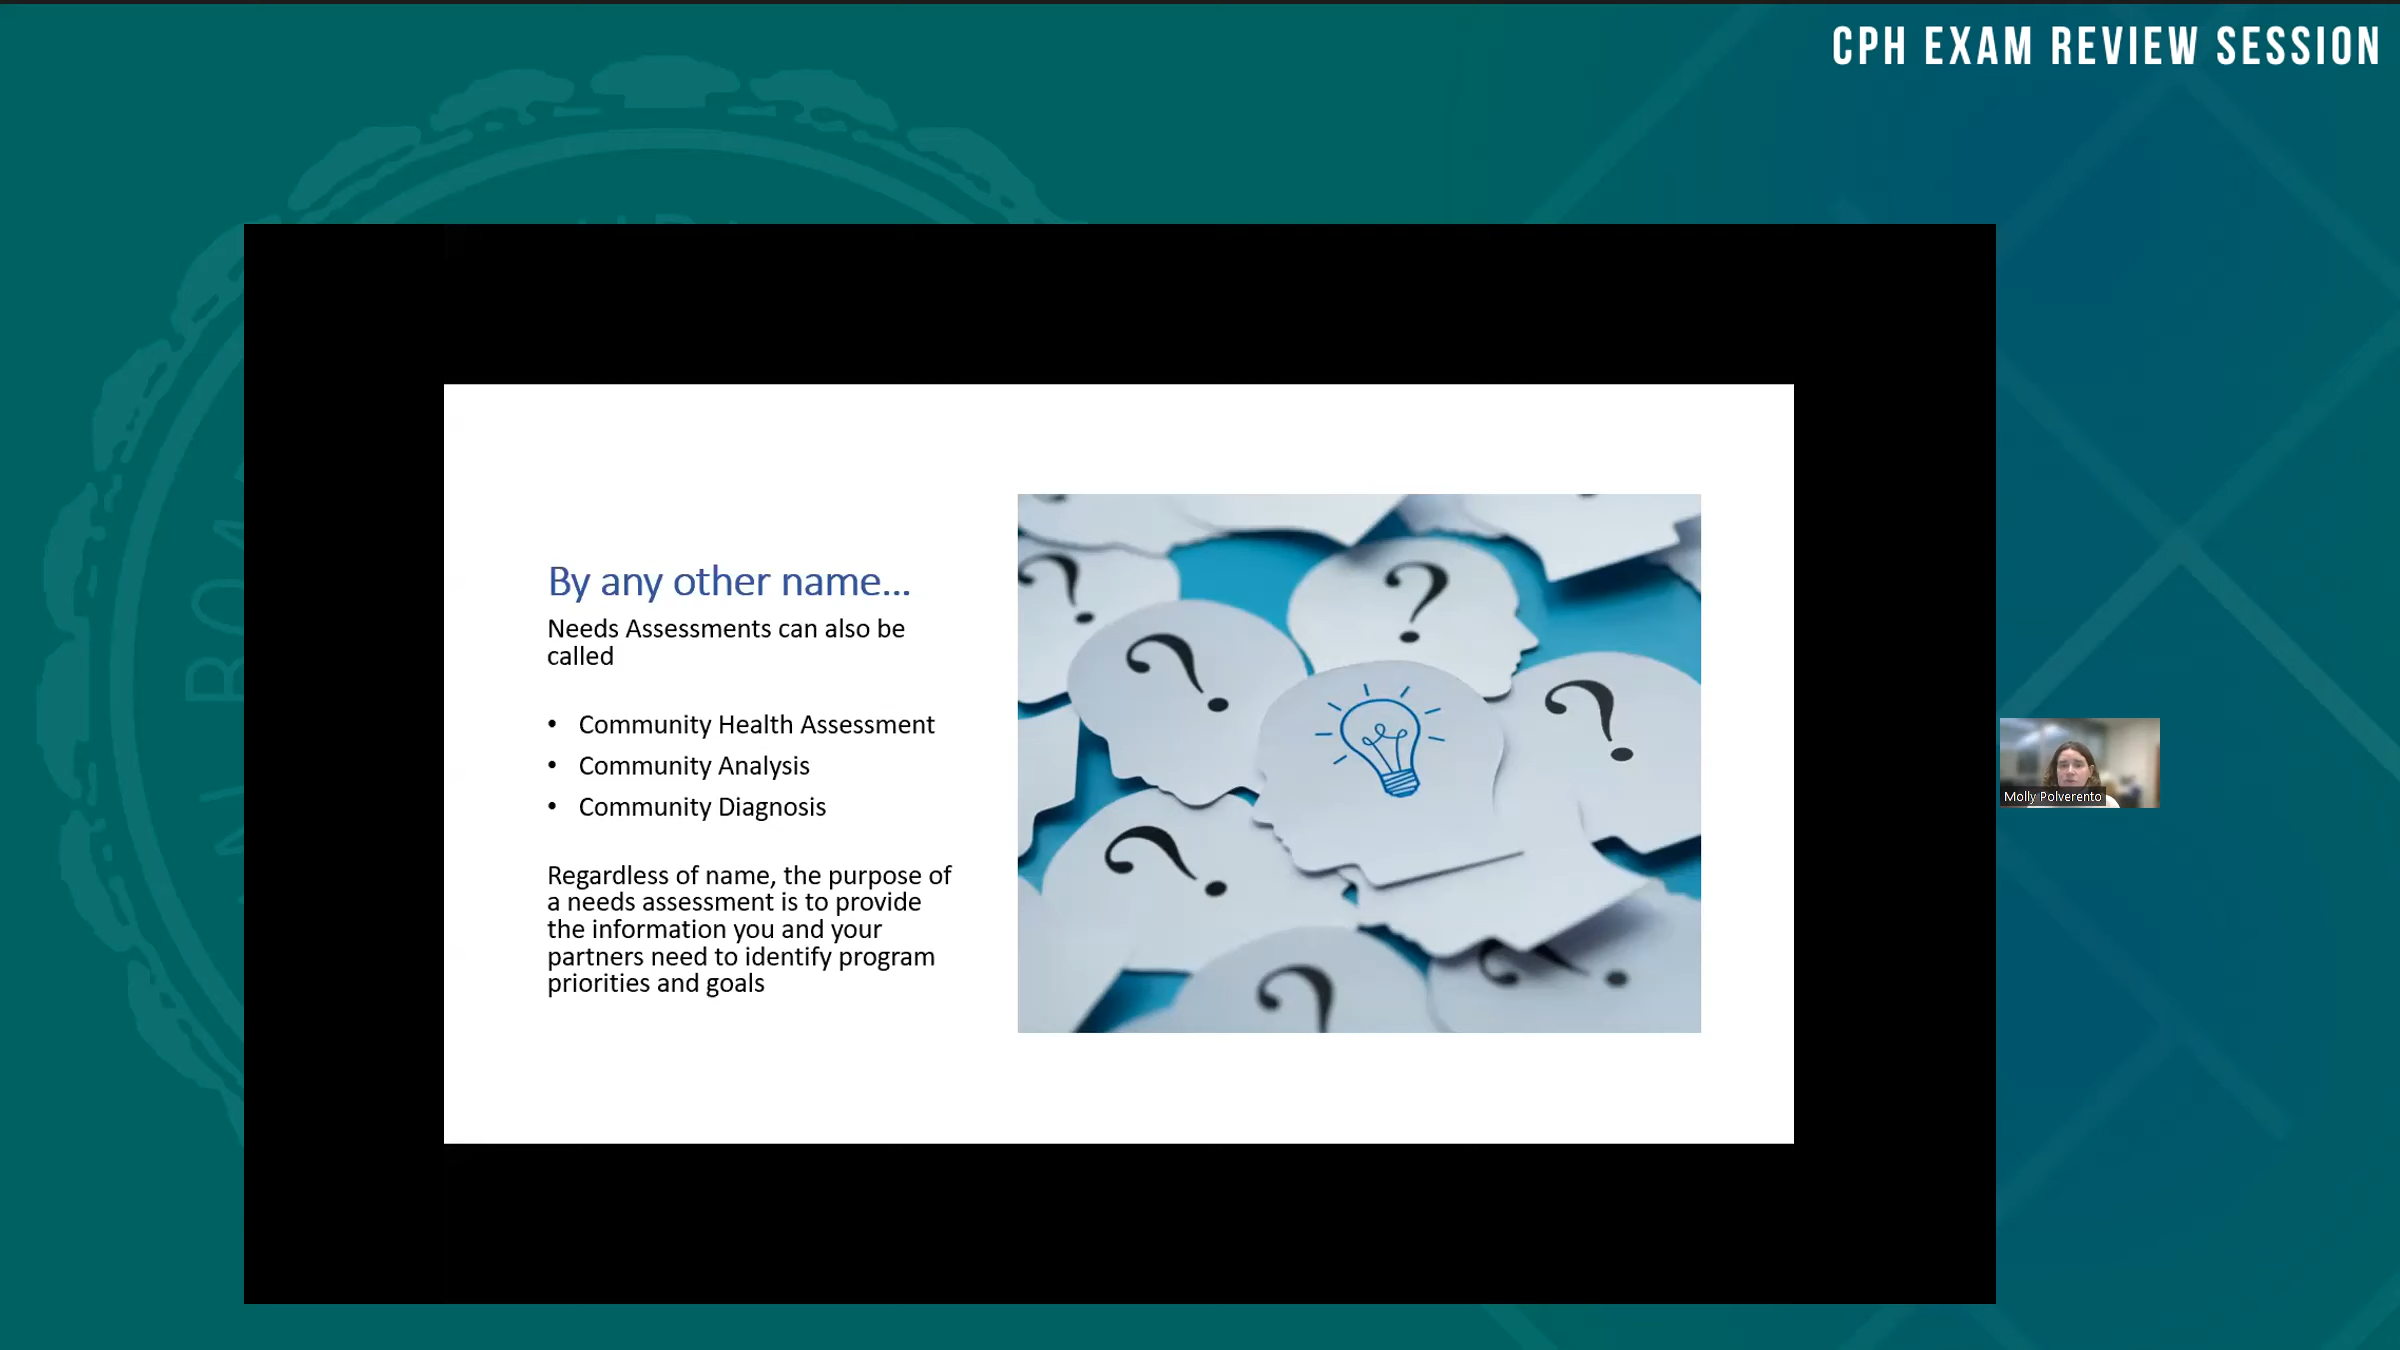 CPH EXAM REVIEW SESSION
By any other name...
Needs Assessments can also be
called
• Community Health Assessment
• Community Analysis
• Community Diagnosis
Regardless of name, the purpose of
a needs assessment is to provide
the information you and your
partners need to identify program
priorities and goals
? ? ? ? ? ? ?
Molly Polverento